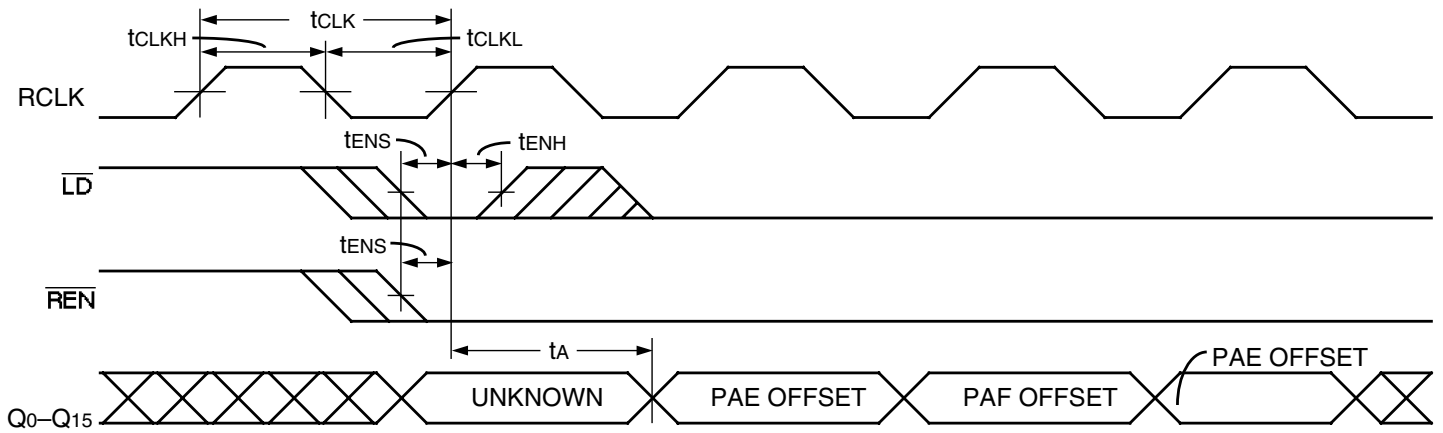 tCLK
tCLKH
tCLKL
RCLK
tENS
tENH
LD
tENS
REN
tA
PAE OFFSET
Q0–Q15
UNKNOWN
PAE OFFSET
PAF OFFSET